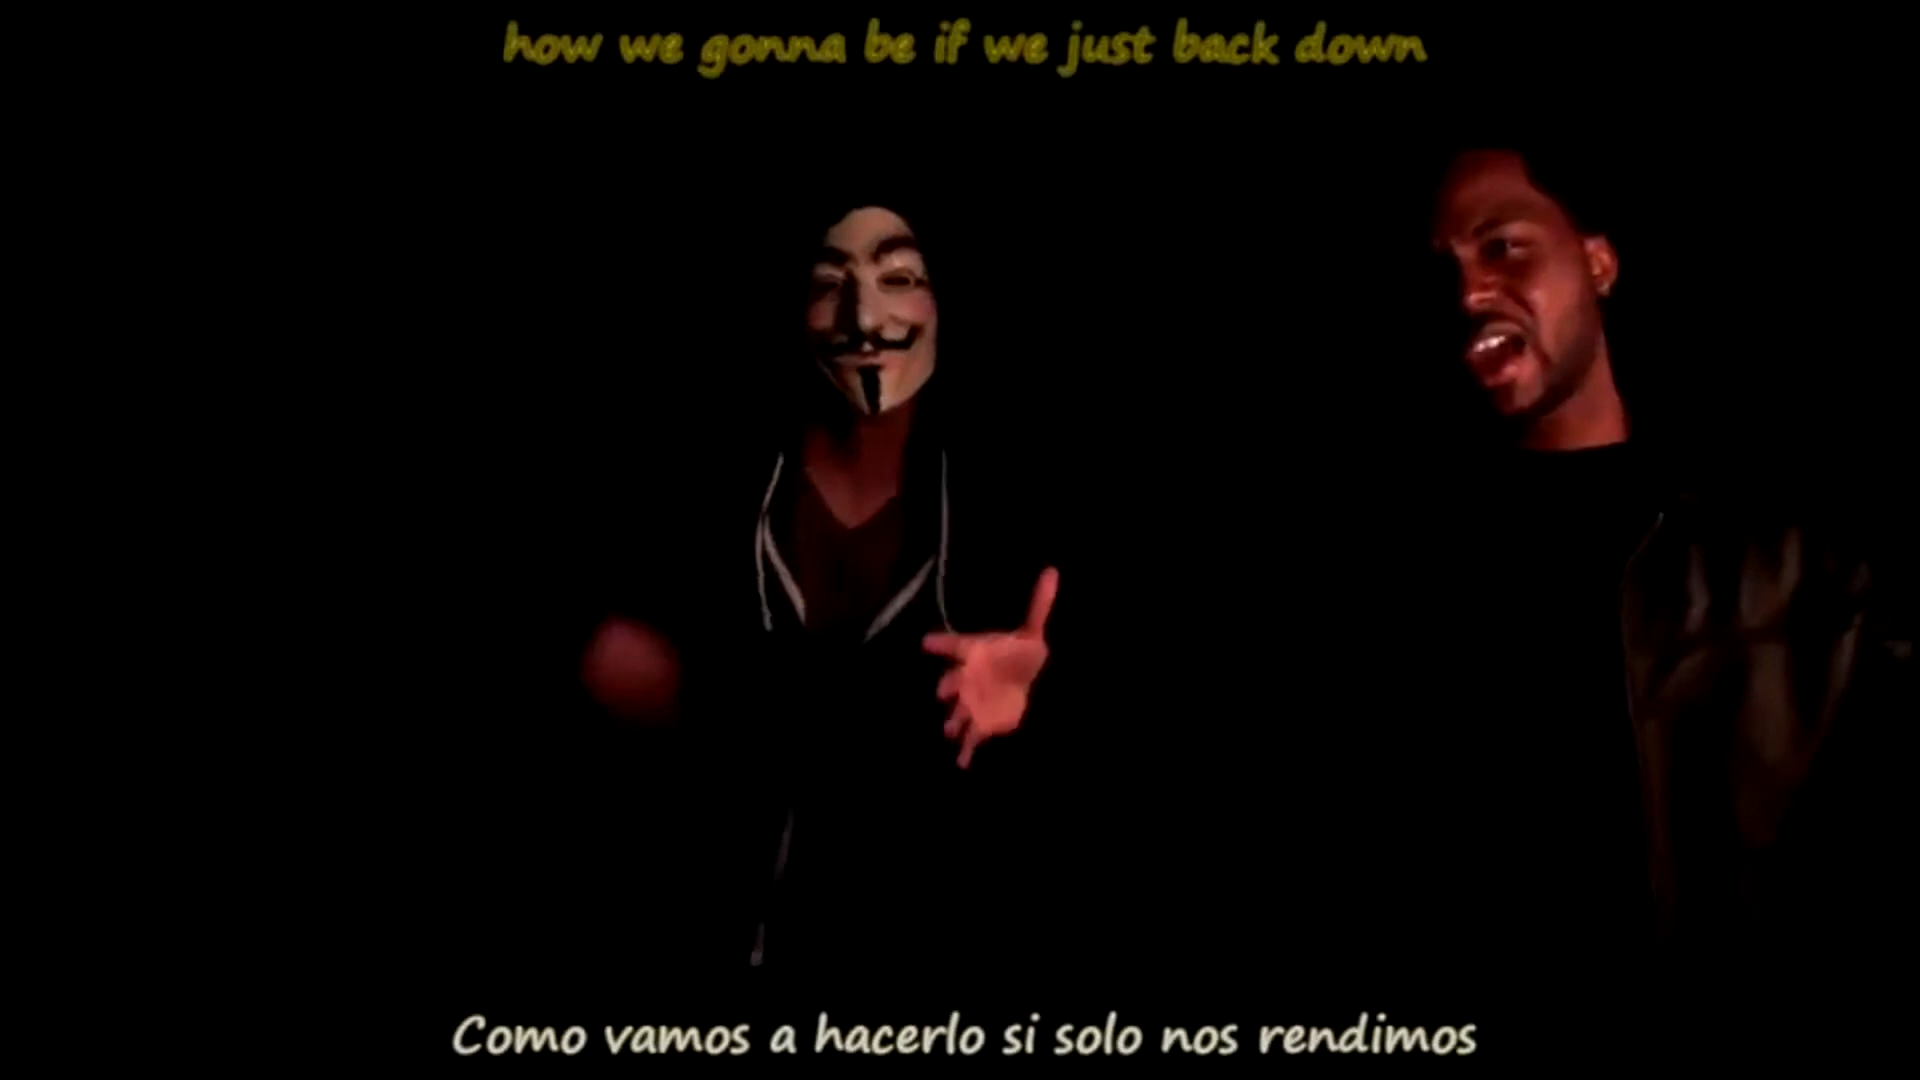 how we gonna be if we just back down
Como vamos a hacerlo si solo nos rendimos